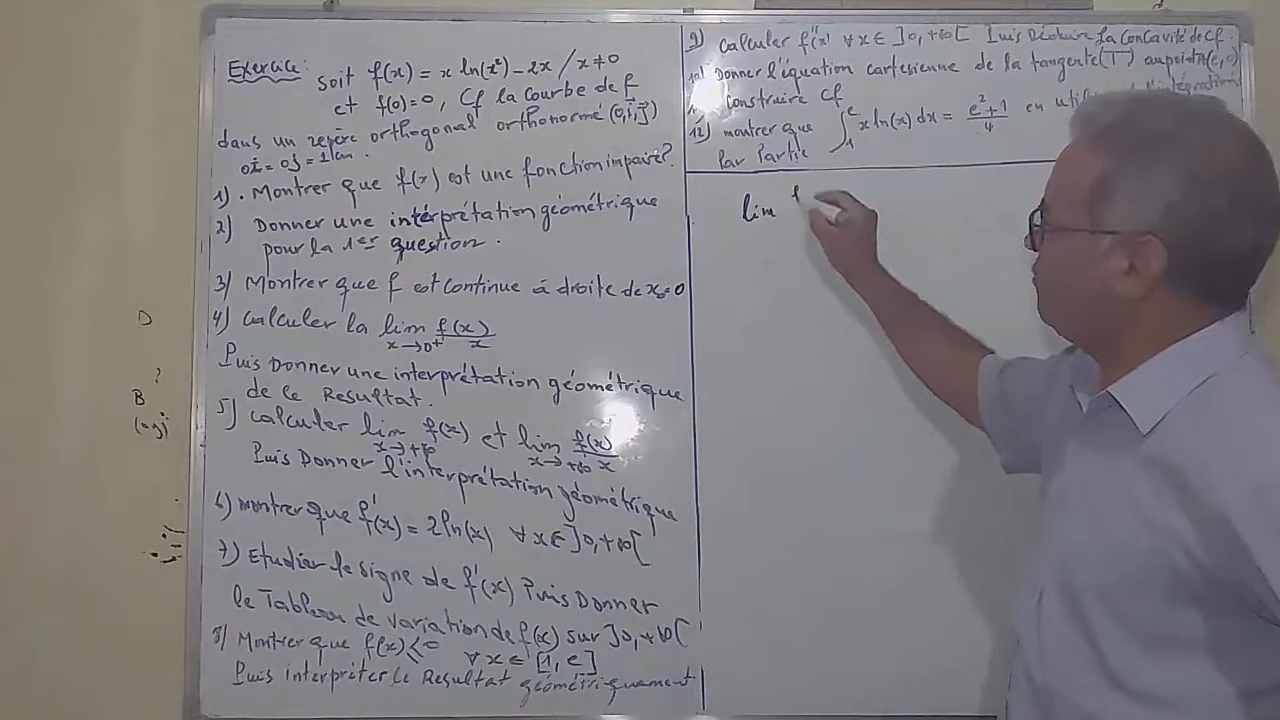 Exercice: soit f(x) = x ln(x²) - 2x / x ≠ 0
et f(0)=0, Cf la courbe de f
dans un repère orthogonal orthonormé (0,i,j)
oi = oj = 1cm.
1) . Montrer que f(x) est une fonction impaire?
2) Donner une interprétation géométrique
pour la 1er question.
3) Montrer que f est continue à droite de x₀=0
4) calculer la lim x→0⁺ f(x)/x
Puis Donner une interprétation géométrique
de le Resultat.
5) calculer lim x→+∞ f(x) et lim x→+∞ f(x)/x
Puis Donner l'interprétation géométrique
6) montrer que f'(x) = 2ln(x) ∀x∈]0,+∞[
7) Etudier le signe de f'(x) Puis Donner
le Tableau de variation de f(x) sur ]0,+∞[
8) Montrer que f(x) ≤ 0 ∀x∈[1,e]
Puis interpréter le Resultat géométriquement
9) calculer f''(x) ∀x∈]0,+∞[ Puis Déduire la concavité de Cf.
10) Donner l'équation cartesienne de la tangente (T) au point A(e,0)
construire Cf
12) montrer que ∫₁ᵉ x ln(x) dx = (e²+1)/4 en l'intégration
Par Partie
lim f
D
?
B